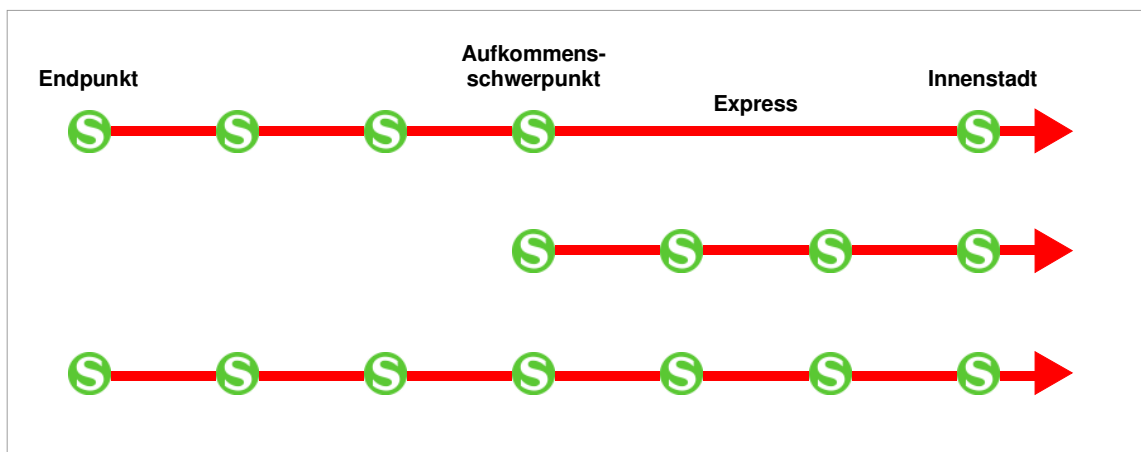 Aufkommens-
Endpunkt schwerpunkt Innenstadt
Express
S S S S S
S S S S
S S S S S S S